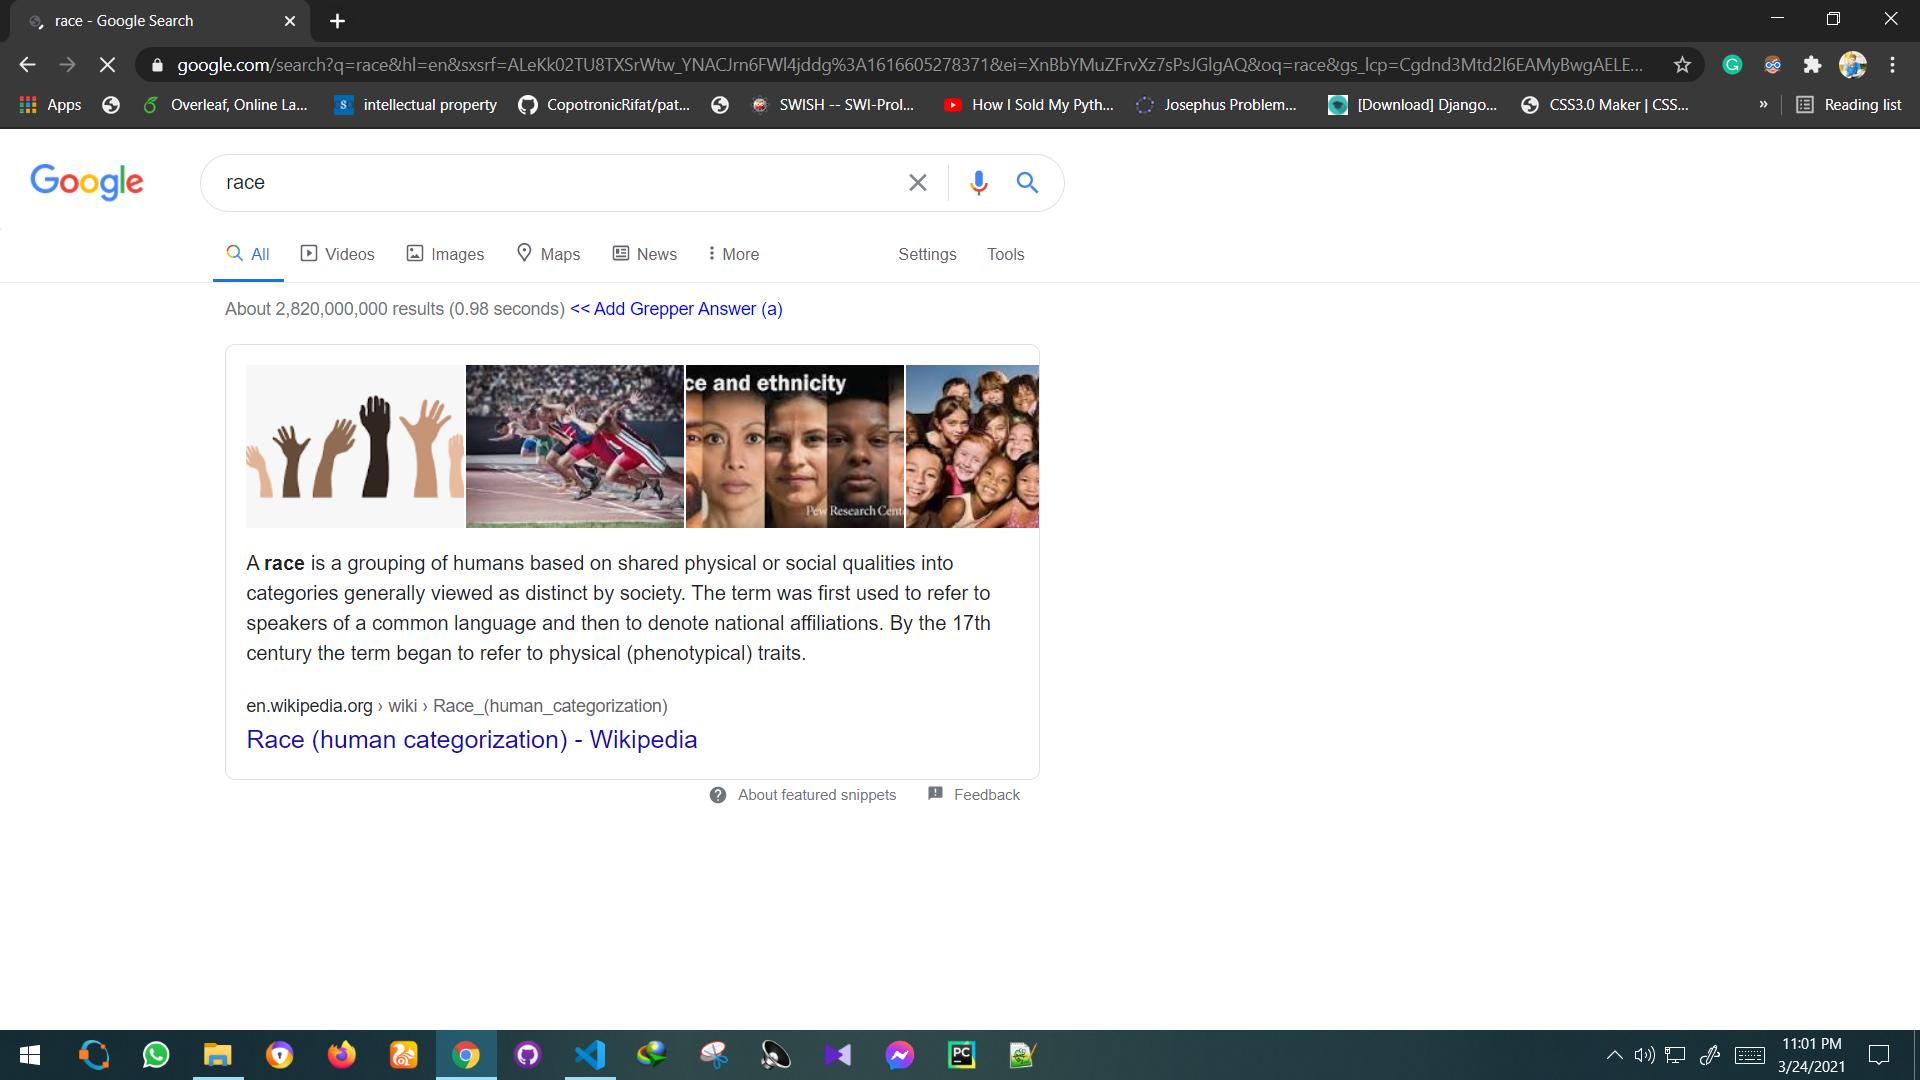 race - Google Search
google.com/search?q=race&hl=en&sxsrf=ALeKk02TU8TXSrWtw_YNACJrn6FWl4jddg%3A1616605278371&ei=XnBbYMuZFrvXz7sPsJGlgAQ&oq=race&gs_lcp=Cgdnd3Mtd2l6EAMyBwgAELE...
Apps Overleaf, Online La... S intellectual property CopotronicRifat/pat... SWISH -- SWI-Prol... How I Sold My Pyth... Josephus Problem... [Download] Django... CSS3.0 Maker | CSS... » Reading list
Google race
All Videos Images Maps News More Settings Tools
About 2,820,000,000 results (0.98 seconds) << Add Grepper Answer (a)
ce and ethnicity
Pew Research Cent
A race is a grouping of humans based on shared physical or social qualities into
categories generally viewed as distinct by society. The term was first used to refer to
speakers of a common language and then to denote national affiliations. By the 17th
century the term began to refer to physical (phenotypical) traits.
en.wikipedia.org › wiki › Race_(human_categorization)
Race (human categorization) - Wikipedia
About featured snippets Feedback
PC
11:01 PM
3/24/2021